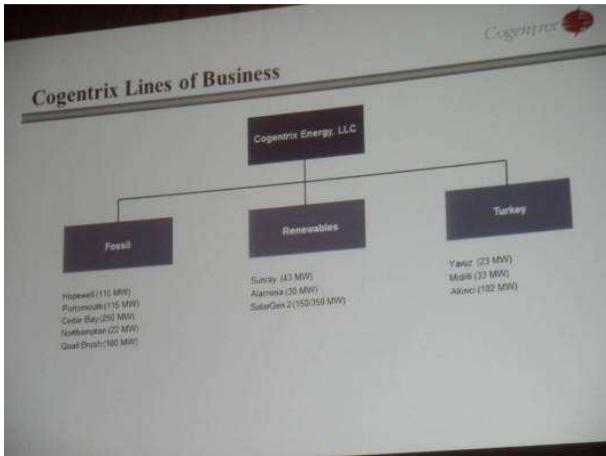 Cogentrix
Cogentrix Lines of Business
Cogentrix Energy, LLC
Fossil
Renewables
Turkey
Hopewell (115 MW)
Portsmouth (115 MW)
Cedar Bay (250 MW)
Northampton (22 MW)
Quail Brush (100 MW)
Sunray (43 MW)
Alamosa (30 MW)
SolarGen 2 (150/350 MW)
Yavuz (23 MW)
Midilli (33 MW)
Akinci (102 MW)